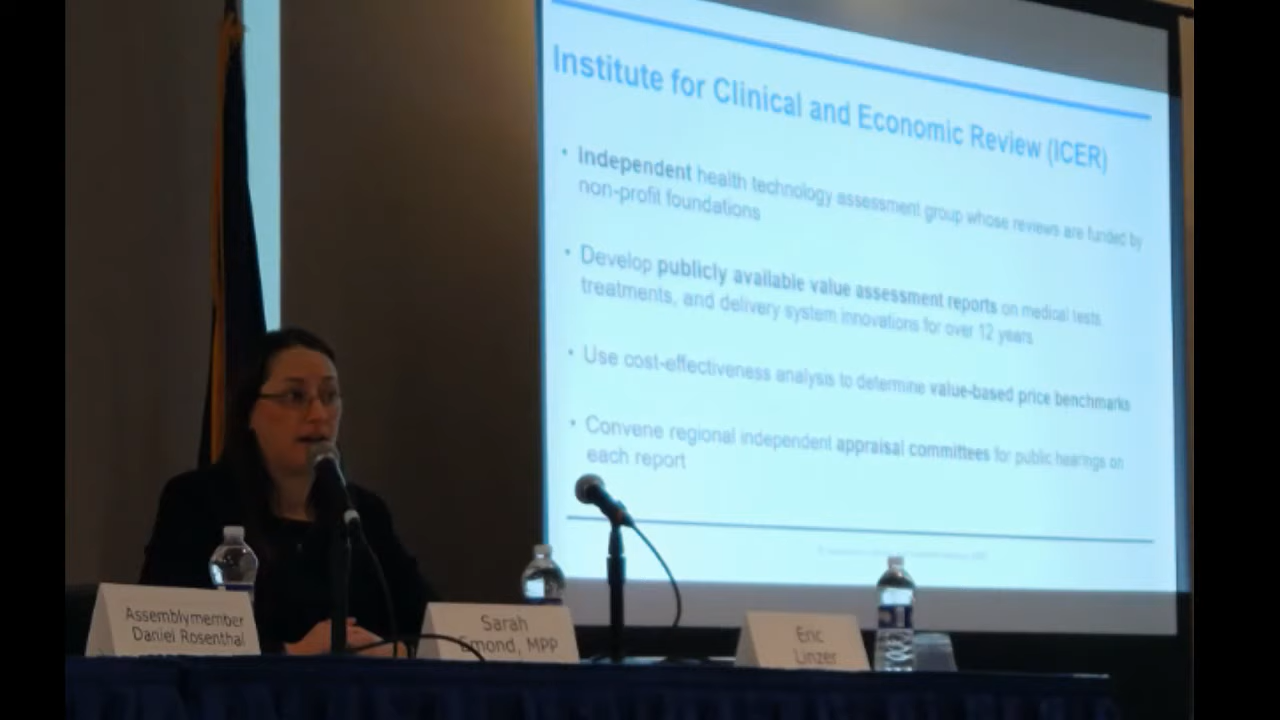 Institute for Clinical and Economic Review (ICER)
• Independent health technology assessment group whose reviews are funded by
non-profit foundations
• Develop publicly available value assessment reports on medical tests
treatments, and delivery system innovations for over 12 years
• Use cost-effectiveness analysis to determine value-based price benchmarks
• Convene regional independent appraisal committees for public hearings on
each report
Assemblymember
Daniel Rosenthal
Sarah
Emond, MPP
Eric
Linzer